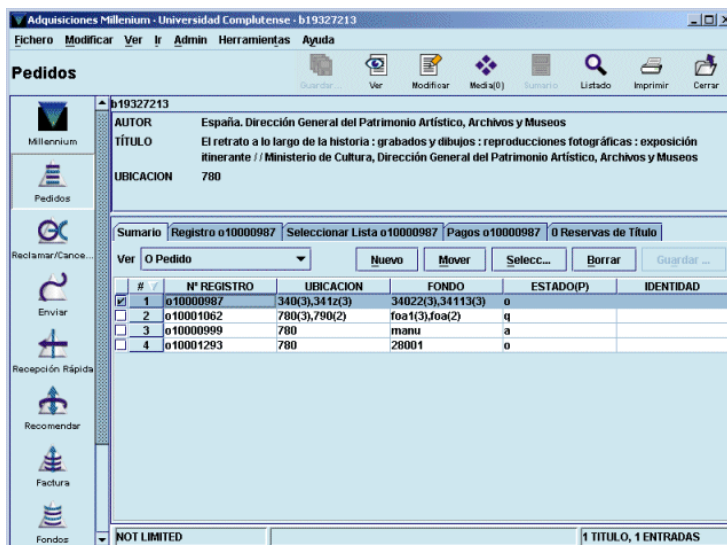 Adquisiciones Millenium - Universidad Complutense - b19327213
Fichero Modificar Ver Ir Admin Herramientas Ayuda
Pedidos
Guardar... Ver Modificar Media(0) Sumario Listado Imprimir Cerrar
Millennium
Pedidos
Reclamar/Cance...
Enviar
Recepción Rápida
Recomendar
Factura
Fondos
b19327213
AUTOR España. Dirección General del Patrimonio Artístico, Archivos y Museos
TÍTULO El retrato a lo largo de la historia : grabados y dibujos : reproducciones fotográficas : exposición
itinerante / / Ministerio de Cultura, Dirección General del Patrimonio Artístico, Archivos y Museos
UBICACION 780
Sumario Registro o10000987 Seleccionar Lista o10000987 Pagos o10000987 0 Reservas de Título
Ver O Pedido Nuevo Mover Selecc... Borrar Guardar ...
# Nº REGISTRO UBICACION FONDO ESTADO(P) IDENTIDAD
1 o10000987 340(3),341z(3) 34022(3),34113(3) o
2 o10001062 780(3),790(2) foa1(3),foa(2) q
3 o10000999 780 manu a
4 o10001293 780 28001 o
NOT LIMITED 1 TITULO, 1 ENTRADAS